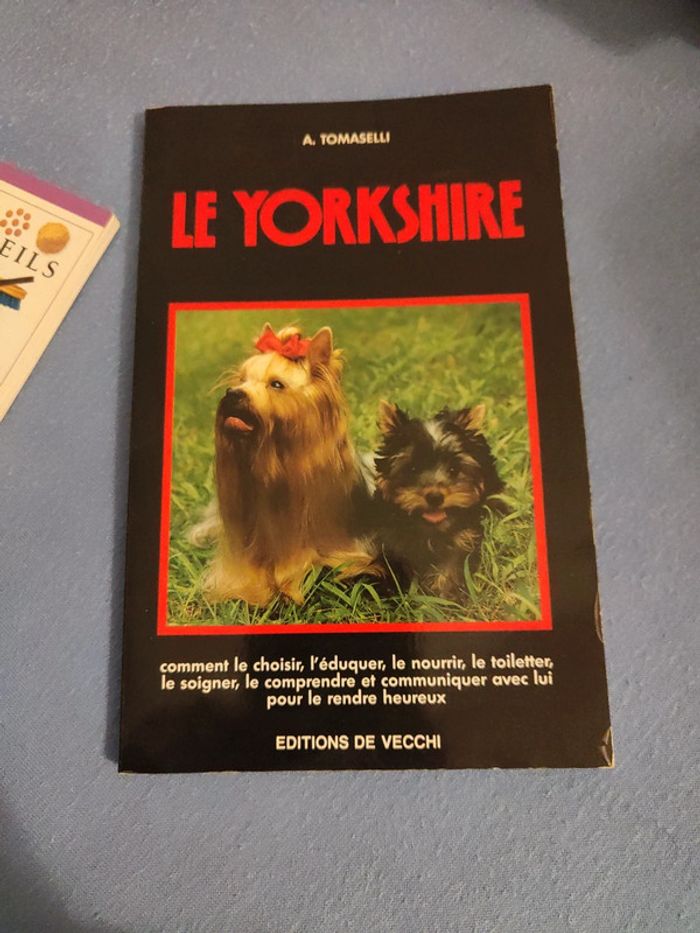 A. TOMASELLI
LE YORKSHIRE
comment le choisir, l'éduquer, le nourrir, le toiletter,
le soigner, le comprendre et communiquer avec lui
pour le rendre heureux
EDITIONS DE VECCHI
EILS